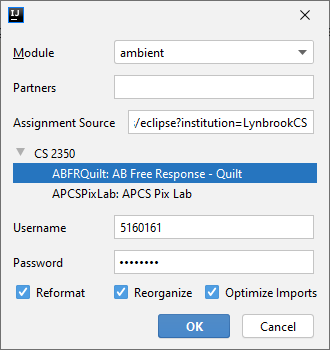 IJ
Module ambient
Partners
Assignment Source :/eclipse?institution=LynbrookCS
CS 2350
ABFRQuilt: AB Free Response - Quilt
APCSPixLab: APCS Pix Lab
Username 5160161
Password ••••••••
Reformat Reorganize Optimize Imports
OK Cancel